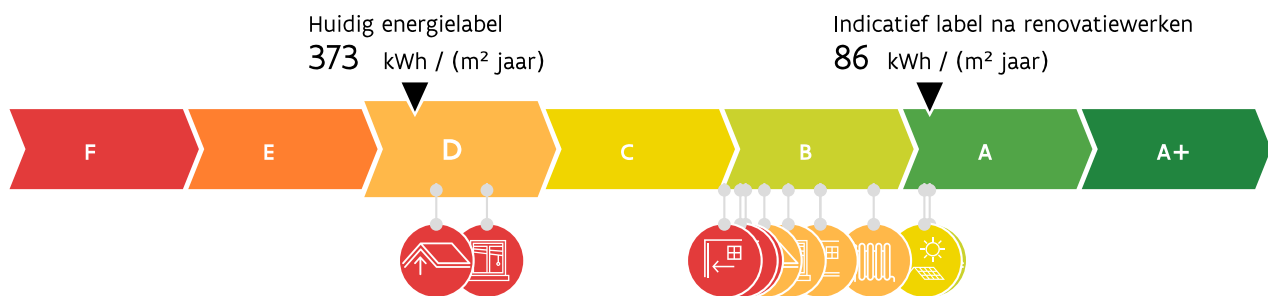 Huidig energielabel
373 kWh / (m² jaar)
Indicatief label na renovatiewerken
86 kWh / (m² jaar)
F E D C B A A+